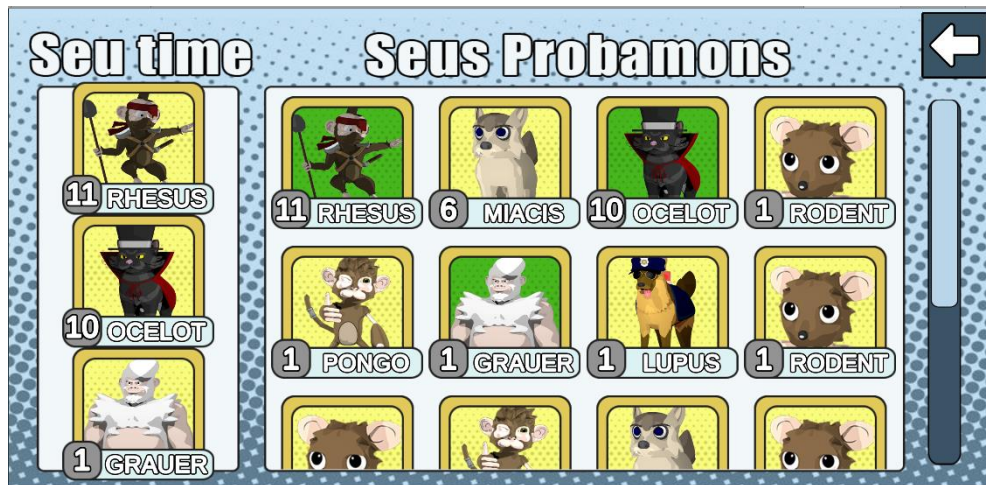 Seu time
Seus Probamons
11 RHESUS
10 OCELOT
1 GRAUER
11 RHESUS
6 MIACIS
10 OCELOT
1 RODENT
1 PONGO
1 GRAUER
1 LUPUS
1 RODENT